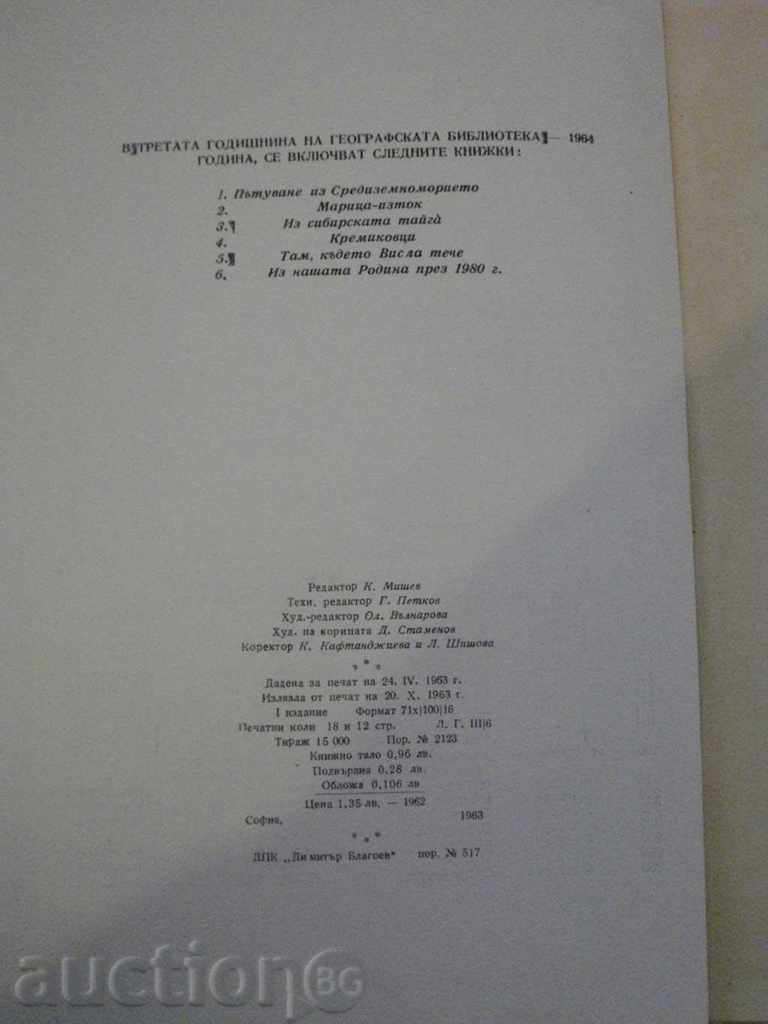 В ТРЕТАТА ГОДИШНИНА НА ГЕОГРАФСКАТА БИБЛИОТЕКА — 1964
ГОДИНА, СЕ ВКЛЮЧВАТ СЛЕДНИТЕ КНИЖКИ:
1. Пътуване из Средиземноморието
2. Марица-изток
3. Из сибирската тайга̀
4. Кремиковци
5. Там, където Висла тече
6. Из нашата Родина през 1980 г.
Редактор К. Мишев
Техн. редактор Г. Петков
Худ.-редактор Ол. Вълнарова
Худ. на корицата Д. Стаменов
Коректор К. Кафтанджиева и Л. Шишова
* * *
Дадена за печат на 24. IV. 1963 г.
Излязла от печат на 20. X. 1963 г.
I издание Формат 71х|100|16
Печатни коли 18 и 12 стр. Л. Г. III|6
Тираж 15 000 Пор. № 2123
Книжно тяло 0,96 лв.
Подвързия 0,28 лв.
Обложка 0,106 лв
Цена 1,35 лв. — 1962
София, 1963
* * *
ДПК „Димитър Благоев“ пор. № 517
auctionBG